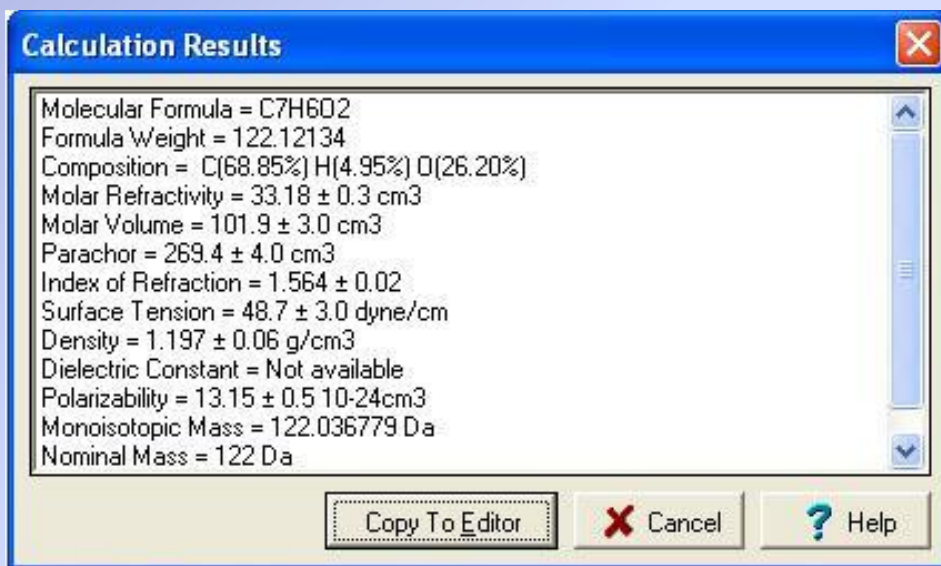 Calculation Results
Molecular Formula = C7H6O2
Formula Weight = 122.12134
Composition = C(68.85%) H(4.95%) O(26.20%)
Molar Refractivity = 33.18 ± 0.3 cm3
Molar Volume = 101.9 ± 3.0 cm3
Parachor = 269.4 ± 4.0 cm3
Index of Refraction = 1.564 ± 0.02
Surface Tension = 48.7 ± 3.0 dyne/cm
Density = 1.197 ± 0.06 g/cm3
Dielectric Constant = Not available
Polarizability = 13.15 ± 0.5 10-24cm3
Monoisotopic Mass = 122.036779 Da
Nominal Mass = 122 Da
Copy To Editor Cancel ? Help